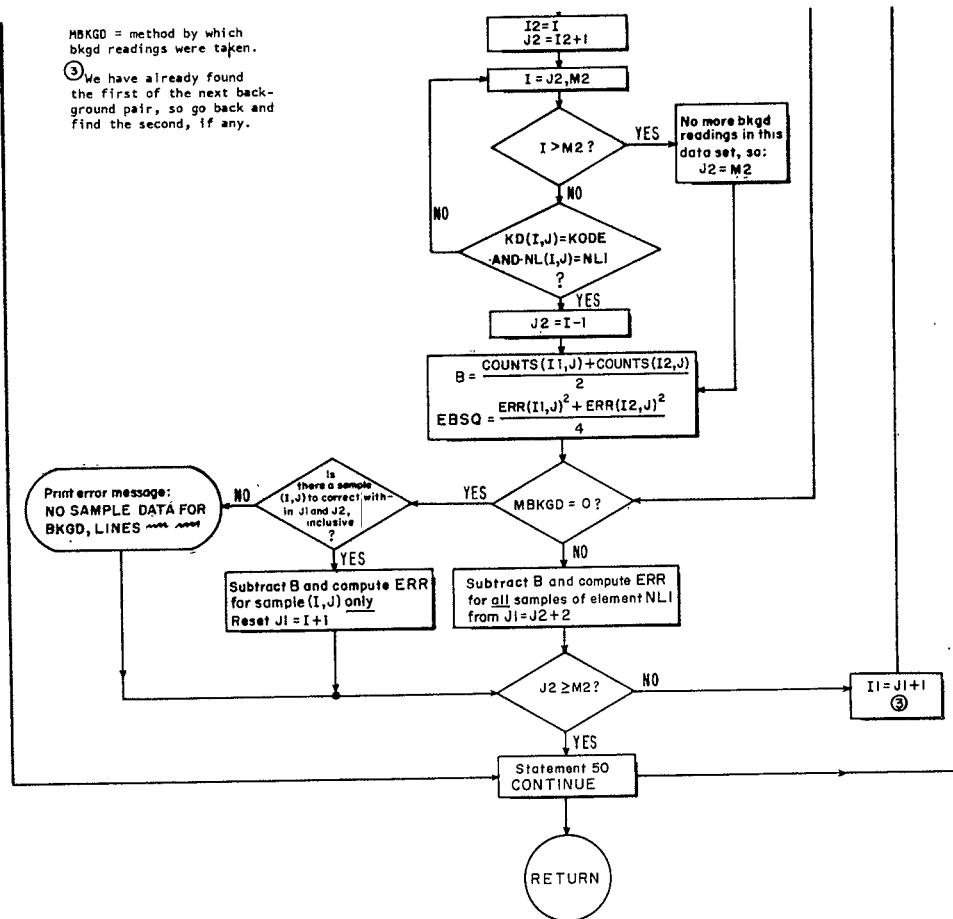 MBKGD = method by which
bkgd readings were taken.
③ We have already found
the first of the next back-
ground pair, so go back and
find the second, if any.
I2=I
J2=I2+1
I=J2,M2
I>M2?
YES
No more bkgd
readings in this
data set, so:
J2=M2
NO
NO
KD(I,J)=KODE
AND NL(I,J)=NLI
?
YES
J2=I-1
B= COUNTS(I1,J)+COUNTS(I2,J)
2
EBSQ= ERR(I1,J)²+ERR(I2,J)²
4
Print error message:
NO SAMPLE DATA FOR
BKGD, LINES
NO
Is
there a sample
(I,J) to correct with-
in J1 and J2,
inclusive
?
YES
MBKGD=0?
YES
NO
Subtract B and compute ERR
for sample (I,J) only
Reset J1=I+1
Subtract B and compute ERR
for all samples of element NLI
from J1=J2+2
J2≥M2?
NO
I1=J1+1
③
YES
Statement 50
CONTINUE
RETURN